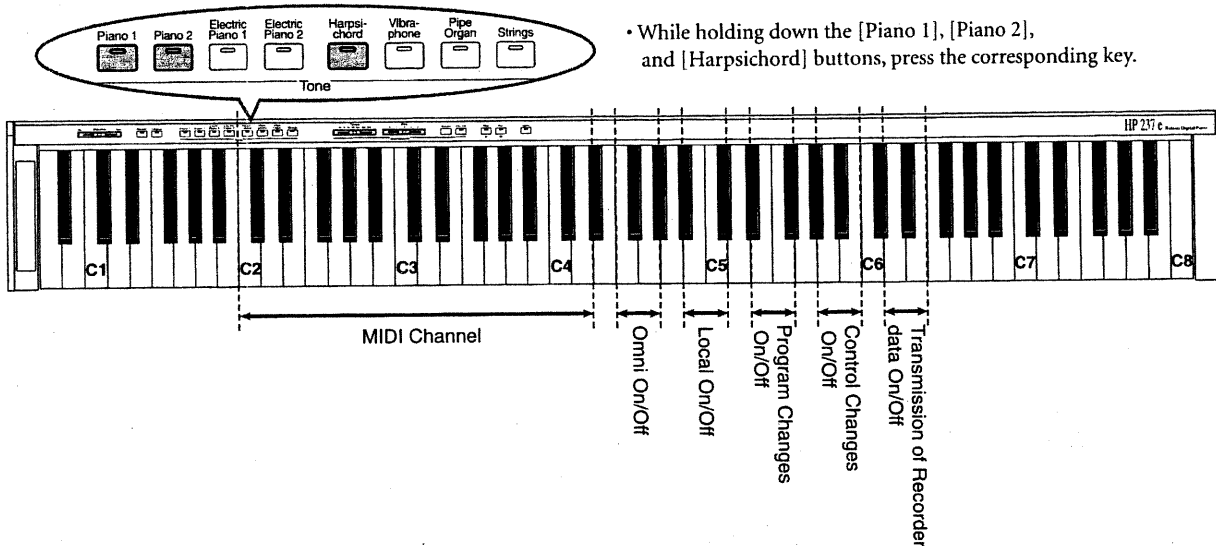 Piano 1 Piano 2 Electric Piano 1 Electric Piano 2 Harpsi-chord Vibra-phone Pipe Organ Strings
Tone
• While holding down the [Piano 1], [Piano 2],
and [Harpsichord] buttons, press the corresponding key.
HP 237 e Roland Digital Piano
C1 C2 C3 C4 C5 C6 C7 C8
MIDI Channel
Omni On/Off
Local On/Off
Program Changes
On/Off
Control Changes
On/Off
Transmission of Recorder
data On/Off